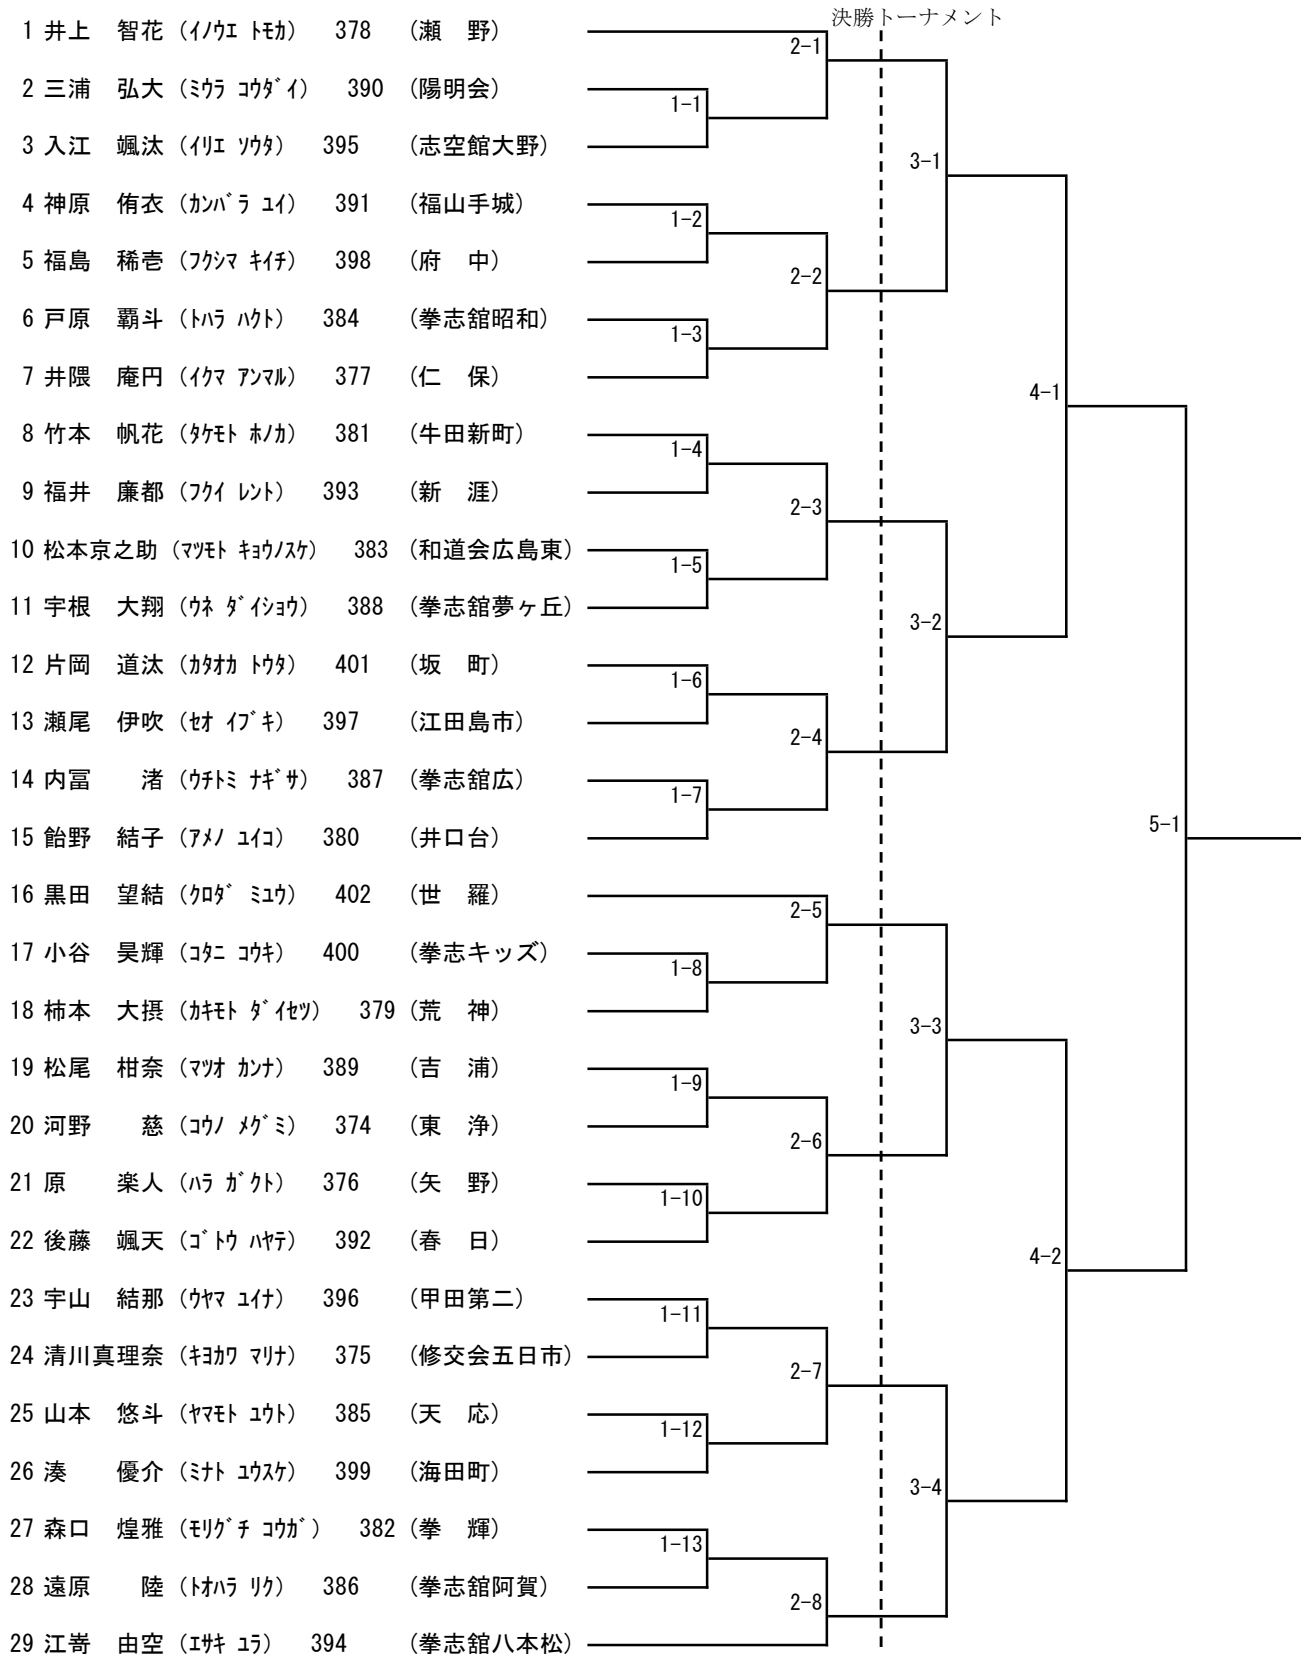 決勝トーナメント
1 井上　智花 (ｲﾉｳｴ ﾄﾓｶ)　378　(瀬　野)
2-1
2 三浦　弘大 (ﾐｳﾗ ｺｳﾀﾞｲ)　390　(陽明会)
1-1
3 入江　颯汰 (ｲﾘｴ ｿｳﾀ)　395　(志空館大野)
3-1
4 神原　侑衣 (ｶﾝﾊﾞﾗ ﾕｲ)　391　(福山手城)
1-2
5 福島　稀壱 (ﾌｸｼﾏ ｷｲﾁ)　398　(府　中)
2-2
6 戸原　覇斗 (ﾄﾊﾗ ﾊｸﾄ)　384　(拳志舘昭和)
1-3
7 井隈　庵円 (ｲｸﾏ ｱﾝﾏﾙ)　377　(仁　保)
4-1
8 竹本　帆花 (ﾀｹﾓﾄ ﾎﾉｶ)　381　(牛田新町)
1-4
9 福井　廉都 (ﾌｸｲ ﾚﾝﾄ)　393　(新　涯)
2-3
10 松本京之助 (ﾏﾂﾓﾄ ｷｮｳﾉｽｹ)　383　(和道会広島東)
1-5
11 宇根　大翔 (ｳﾈ ﾀﾞｲｼｮｳ)　388　(拳志舘夢ヶ丘)
3-2
12 片岡　道汰 (ｶﾀｵｶ ﾄｳﾀ)　401　(坂　町)
1-6
13 瀬尾　伊吹 (ｾｵ ｲﾌﾞｷ)　397　(江田島市)
2-4
14 内冨　　渚 (ｳﾁﾄﾐ ﾅｷﾞｻ)　387　(拳志舘広)
1-7
15 飴野　結子 (ｱﾒﾉ ﾕｲｺ)　380　(井口台)
5-1
16 黒田　望結 (ｸﾛﾀﾞ ﾐﾕｳ)　402　(世　羅)
2-5
17 小谷　昊輝 (ｺﾀﾆ ｺｳｷ)　400　(拳志キッズ)
1-8
18 柿本　大摂 (ｶｷﾓﾄ ﾀﾞｲｾﾂ)　379　(荒　神)
3-3
19 松尾　柑奈 (ﾏﾂｵ ｶﾝﾅ)　389　(吉　浦)
1-9
20 河野　　慈 (ｺｳﾉ ﾒｸﾞﾐ)　374　(東　浄)
2-6
21 原　　楽人 (ﾊﾗ ｶﾞｸﾄ)　376　(矢　野)
1-10
22 後藤　颯天 (ｺﾞﾄｳ ﾊﾔﾃ)　392　(春　日)
4-2
23 宇山　結那 (ｳﾔﾏ ﾕｲﾅ)　396　(甲田第二)
1-11
24 清川真理奈 (ｷﾖｶﾜ ﾏﾘﾅ)　375　(修交会五日市)
2-7
25 山本　悠斗 (ﾔﾏﾓﾄ ﾕｳﾄ)　385　(天　応)
1-12
26 湊　　優介 (ﾐﾅﾄ ﾕｳｽｹ)　399　(海田町)
3-4
27 森口　煌雅 (ﾓﾘｸﾞﾁ ｺｳｶﾞ)　382　(拳　輝)
1-13
28 遠原　　陸 (ﾄｵﾊﾗ ﾘｸ)　386　(拳志舘阿賀)
2-8
29 江嵜　由空 (ｴｻｷ ﾕﾗ)　394　(拳志舘八本松)